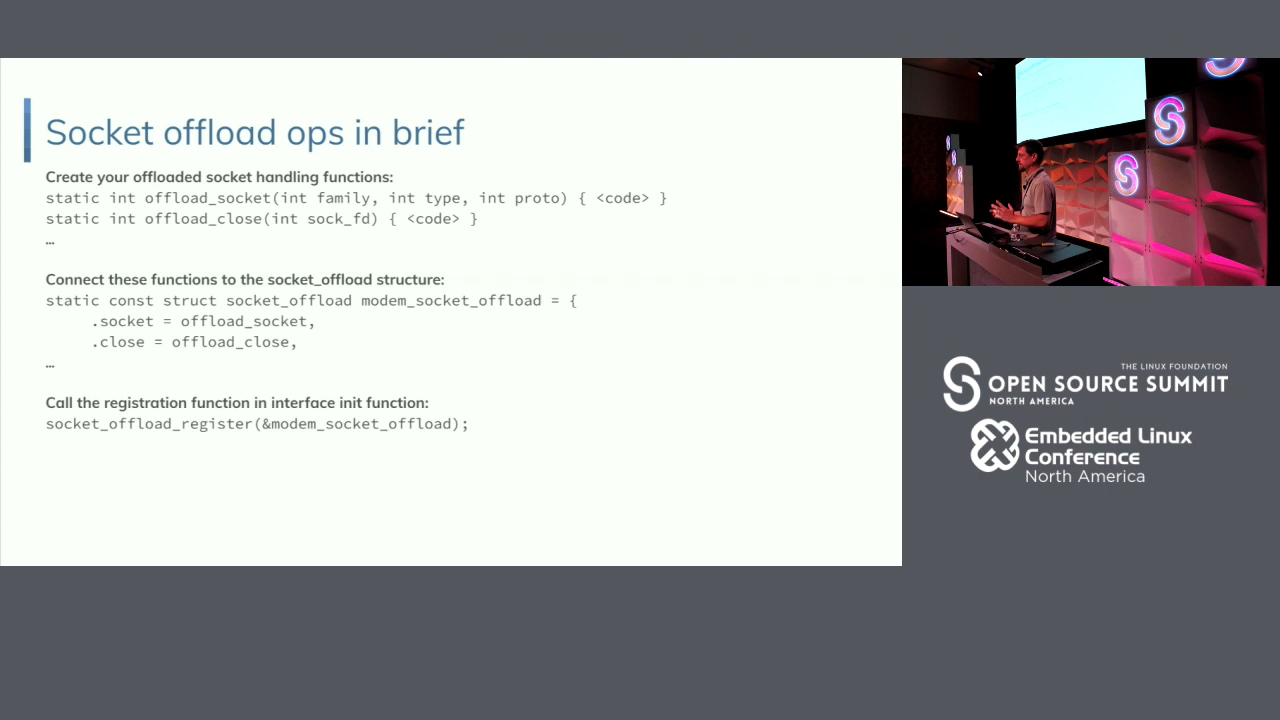 Socket offload ops in brief
Create your offloaded socket handling functions:
static int offload_socket(int family, int type, int proto) { <code> }
static int offload_close(int sock_fd) { <code> }
…
Connect these functions to the socket_offload structure:
static const struct socket_offload modem_socket_offload = {
.socket = offload_socket,
.close = offload_close,
…
Call the registration function in interface init function:
socket_offload_register(&modem_socket_offload);
THE LINUX FOUNDATION
OPEN SOURCE SUMMIT
NORTH AMERICA
Embedded Linux
Conference
North America